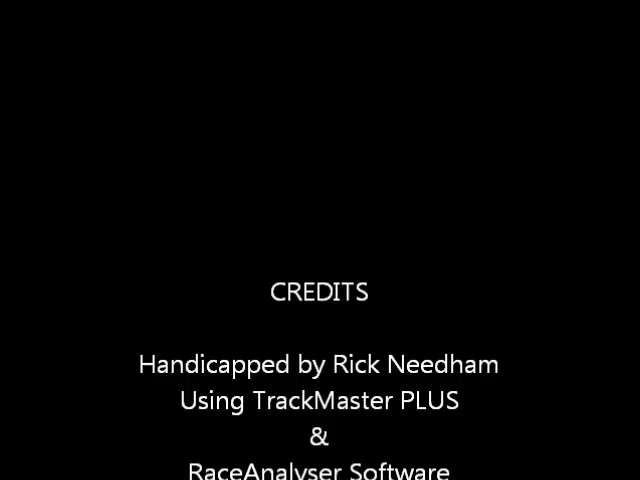 CREDITS
Handicapped by Rick Needham
Using TrackMaster PLUS
&
RaceAnalyser Software